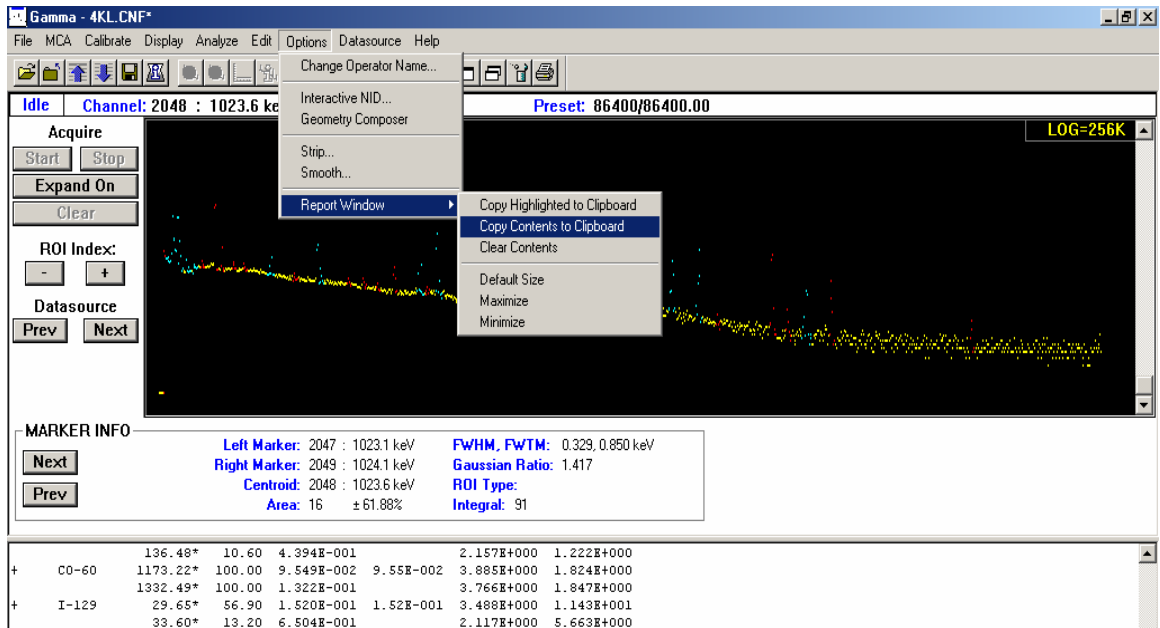 Gamma - 4KL.CNF*
File MCA Calibrate Display Analyze Edit Options Datasource Help
Change Operator Name...
Interactive NID...
Geometry Composer
Strip...
Smooth...
Report Window
Copy Highlighted to Clipboard
Copy Contents to Clipboard
Clear Contents
Default Size
Maximize
Minimize
Idle Channel: 2048 : 1023.6 ke Preset: 86400/86400.00
LOG=256K
Acquire
Start Stop
Expand On
Clear
ROI Index:
- +
Datasource
Prev Next
MARKER INFO
Next
Prev
Left Marker: 2047 : 1023.1 keV FWHM, FWTM: 0.329, 0.850 keV
Right Marker: 2049 : 1024.1 keV Gaussian Ratio: 1.417
Centroid: 2048 : 1023.6 keV ROI Type:
Area: 16 ± 61.88% Integral: 91
136.48* 10.60 4.394E-001 2.157E+000 1.222E+000
+ CO-60 1173.22* 100.00 9.549E-002 9.55E-002 3.885E+000 1.824E+000
1332.49* 100.00 1.322E-001 3.766E+000 1.847E+000
+ I-129 29.65* 56.90 1.520E-001 1.52E-001 3.488E+000 1.143E+001
33.60* 13.20 6.504E-001 2.117E+000 5.663E+000